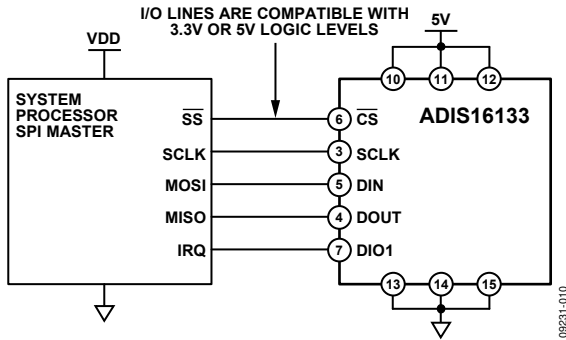 I/O LINES ARE COMPATIBLE WITH
3.3V OR 5V LOGIC LEVELS
VDD
5V
10 11 12
SYSTEM
PROCESSOR
SPI MASTER
ADIS16133
SS 6 CS
SCLK 3 SCLK
MOSI 5 DIN
MISO 4 DOUT
IRQ 7 DIO1
13 14 15
09231-010